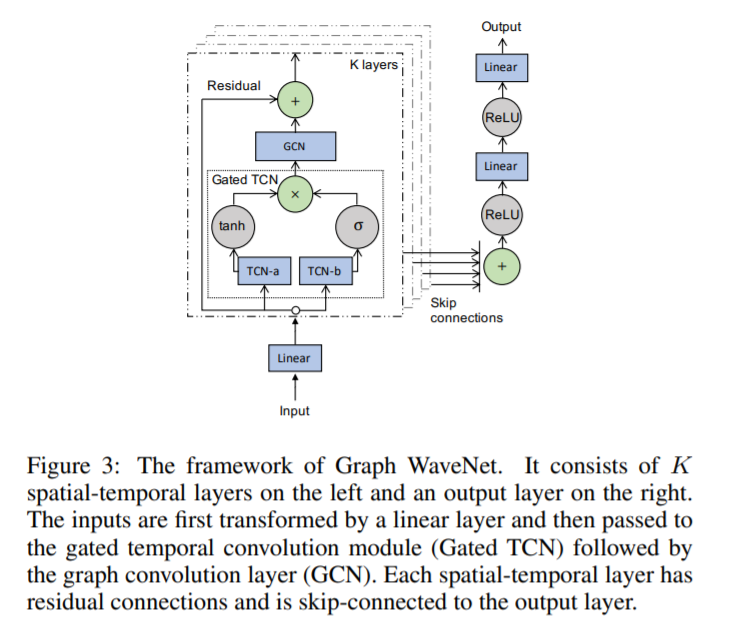 Output
Linear
ReLU
Linear
ReLU
+
Skip
connections
K layers
Residual
+
GCN
Gated TCN
×
tanh
σ
TCN-a
TCN-b
Linear
Input
Figure 3: The framework of Graph WaveNet. It consists of K
spatial-temporal layers on the left and an output layer on the right.
The inputs are first transformed by a linear layer and then passed to
the gated temporal convolution module (Gated TCN) followed by
the graph convolution layer (GCN). Each spatial-temporal layer has
residual connections and is skip-connected to the output layer.